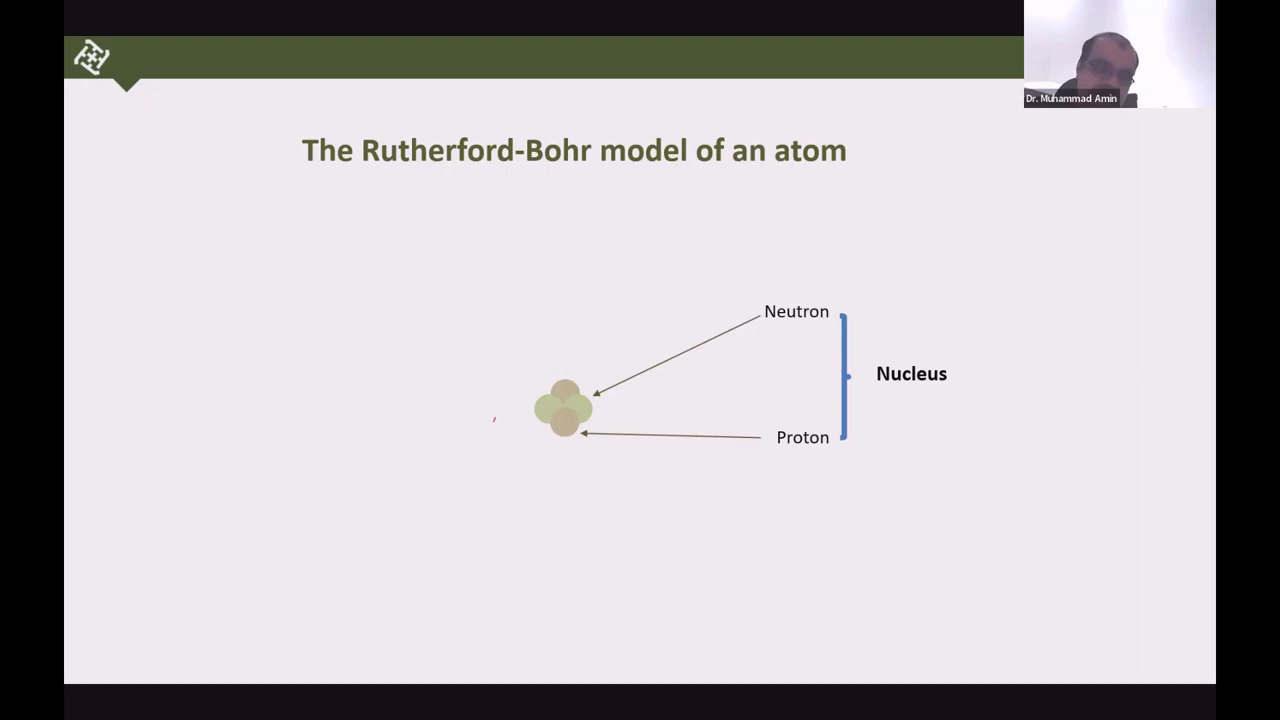 Dr. Muhammad Amin
The Rutherford-Bohr model of an atom
Neutron
Nucleus
Proton